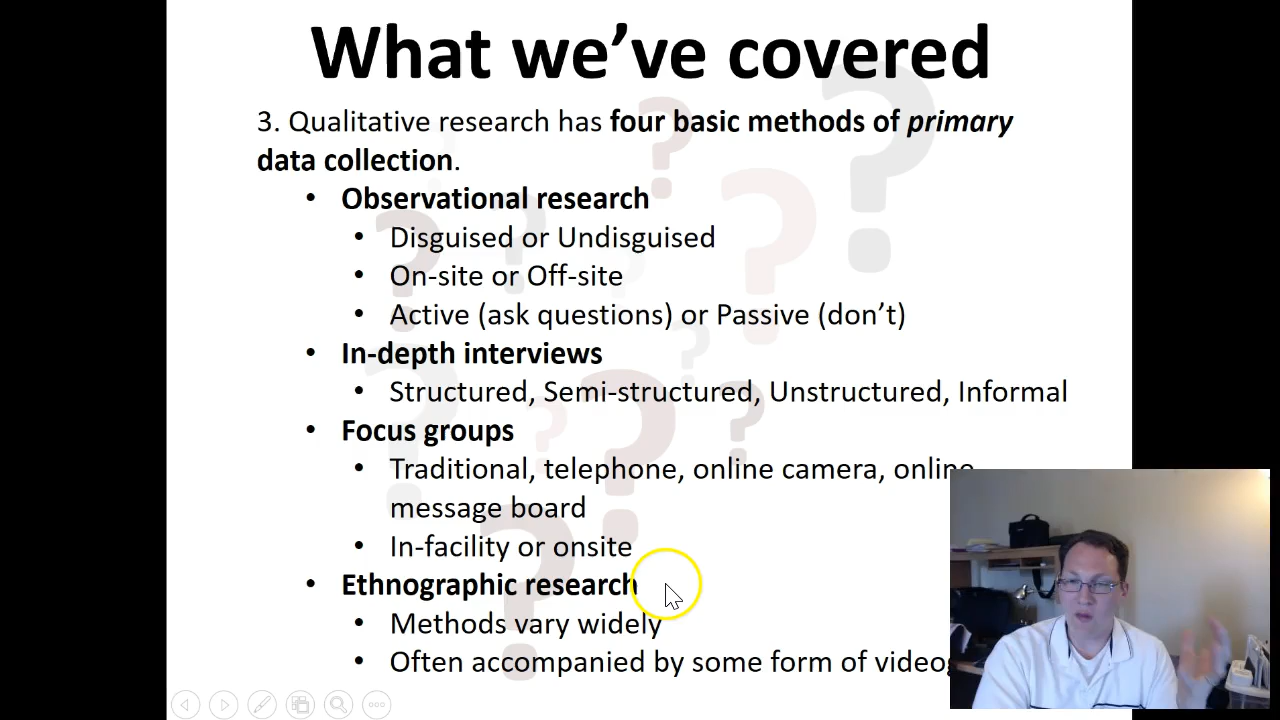 What we’ve covered
3. Qualitative research has four basic methods of primary
data collection.
• Observational research
• Disguised or Undisguised
• On-site or Off-site
• Active (ask questions) or Passive (don’t)
• In-depth interviews
• Structured, Semi-structured, Unstructured, Informal
• Focus groups
• Traditional, telephone, online camera, online
message board
• In-facility or onsite
• Ethnographic research
• Methods vary widely
• Often accompanied by some form of